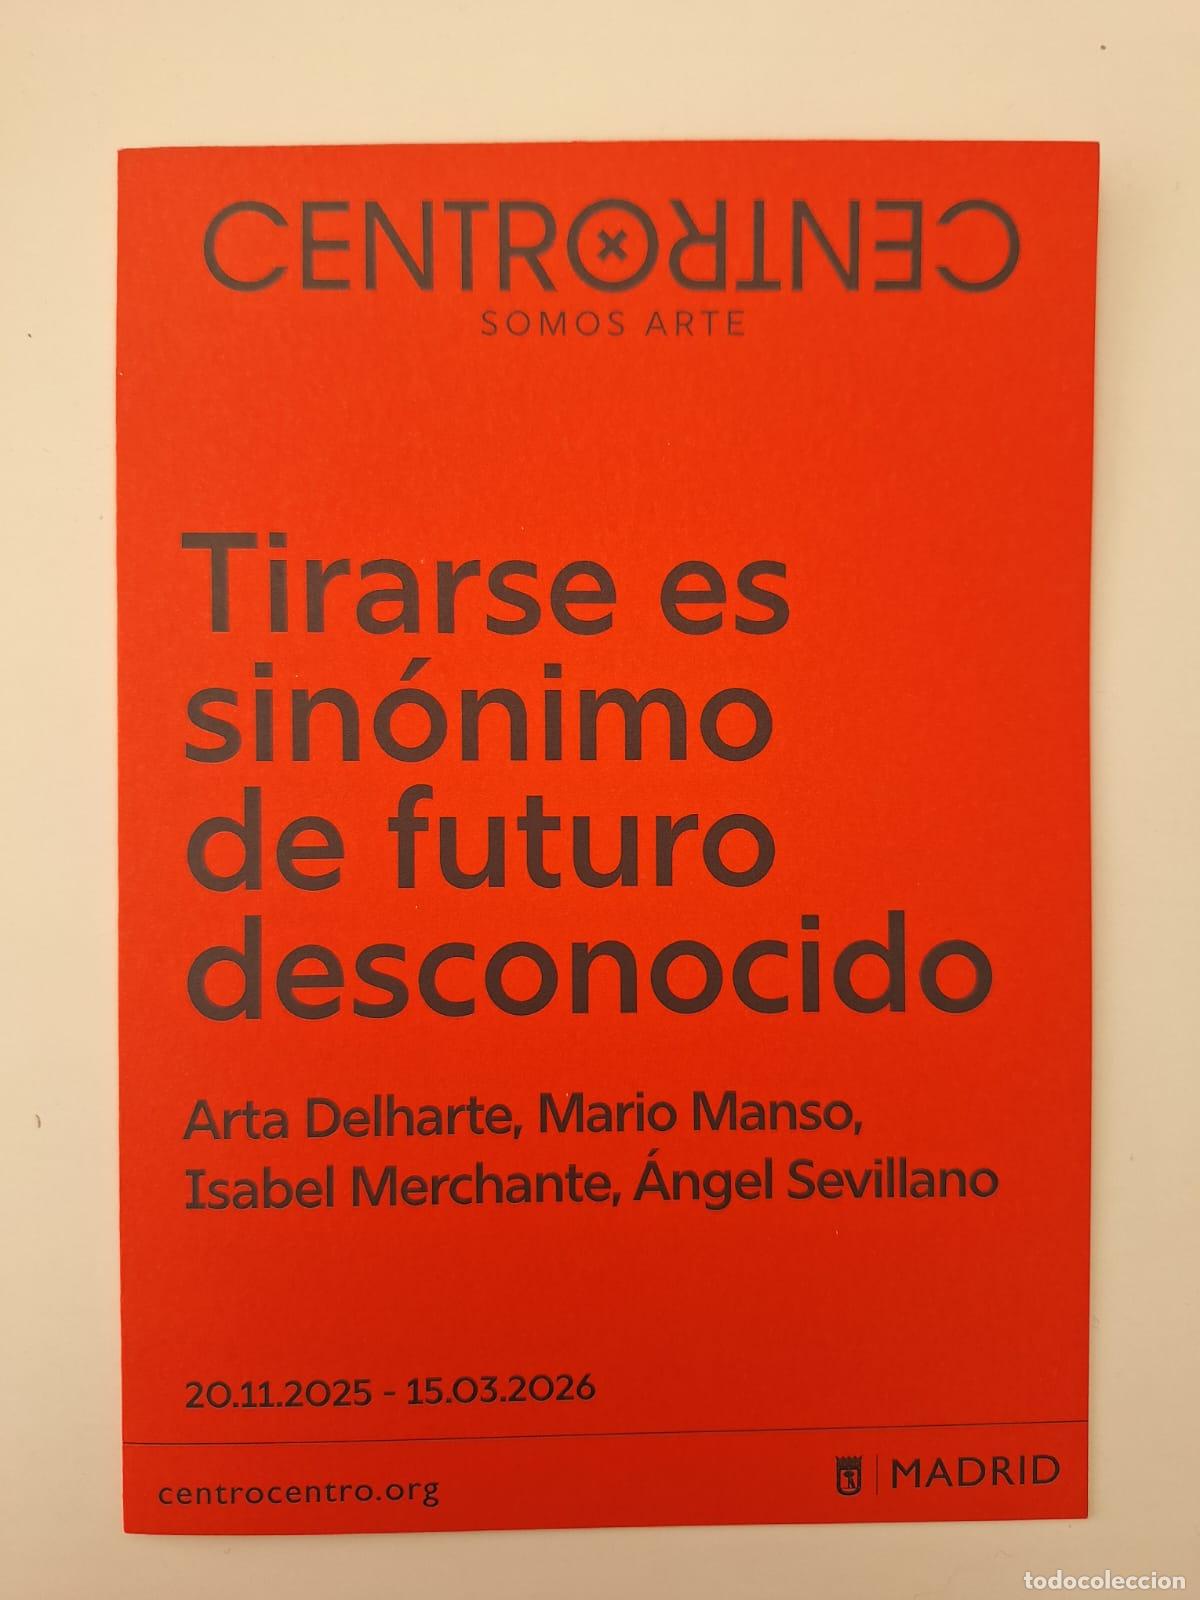 CENTROCENTRO
SOMOS ARTE
Tirarse es
sinónimo
de futuro
desconocido
Arta Delharte, Mario Manso,
Isabel Merchante, Ángel Sevillano
20.11.2025 - 15.03.2026
centrocentro.org
MADRID
todocoleccion